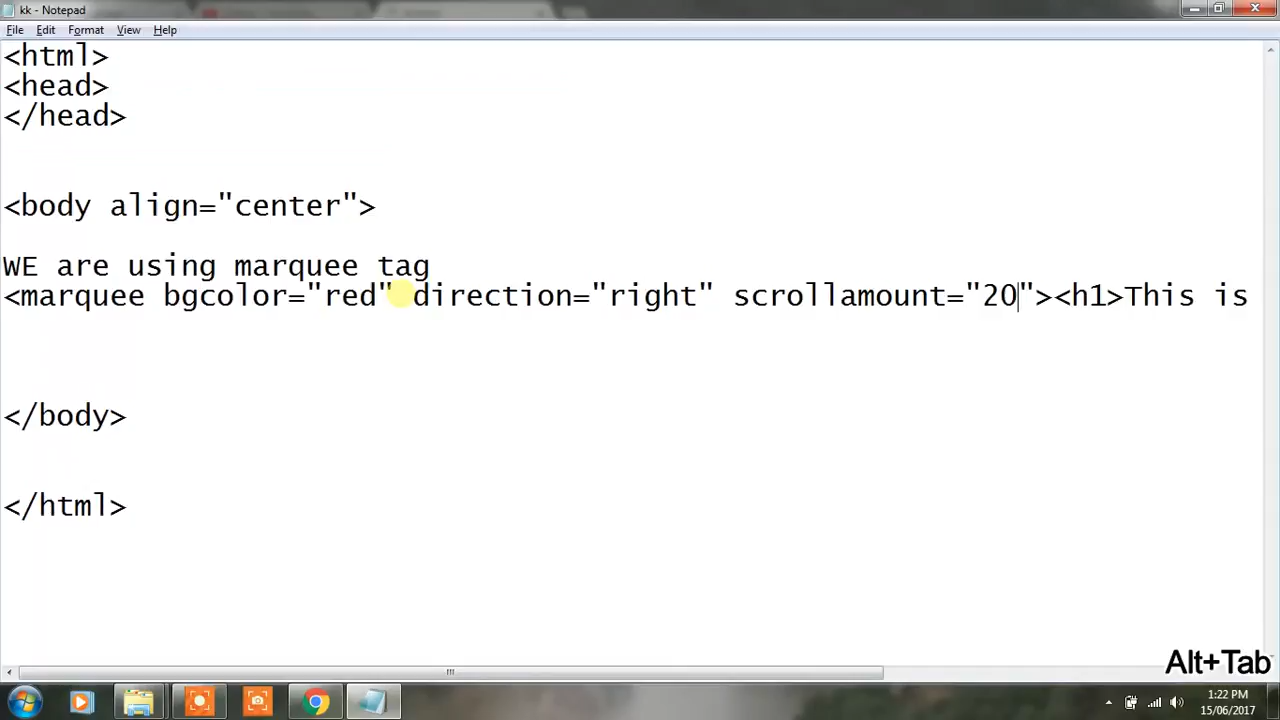 kk - Notepad
File Edit Format View Help
<html>
<head>
</head>
<body align="center">
WE are using marquee tag
<marquee bgcolor="red" direction="right" scrollamount="20"><h1>This is
</body>
</html>
Alt+Tab
1:22 PM
15/06/2017